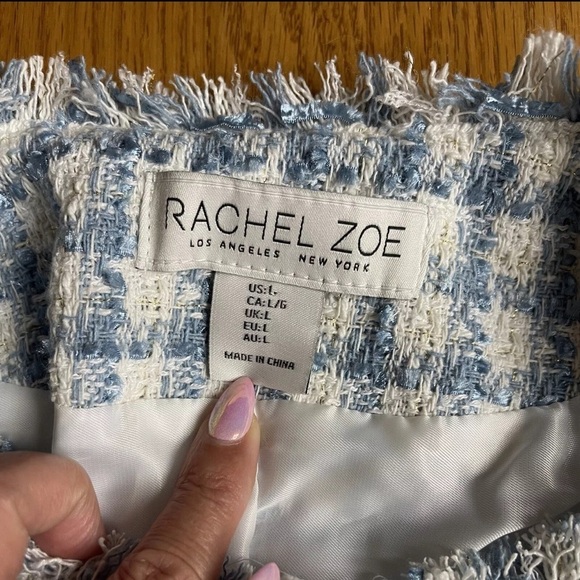 RACHEL ZOE
LOS ANGELES NEW YORK
US: L
CA: L/G
UK: L
EU: L
AU: L
MADE IN CHINA